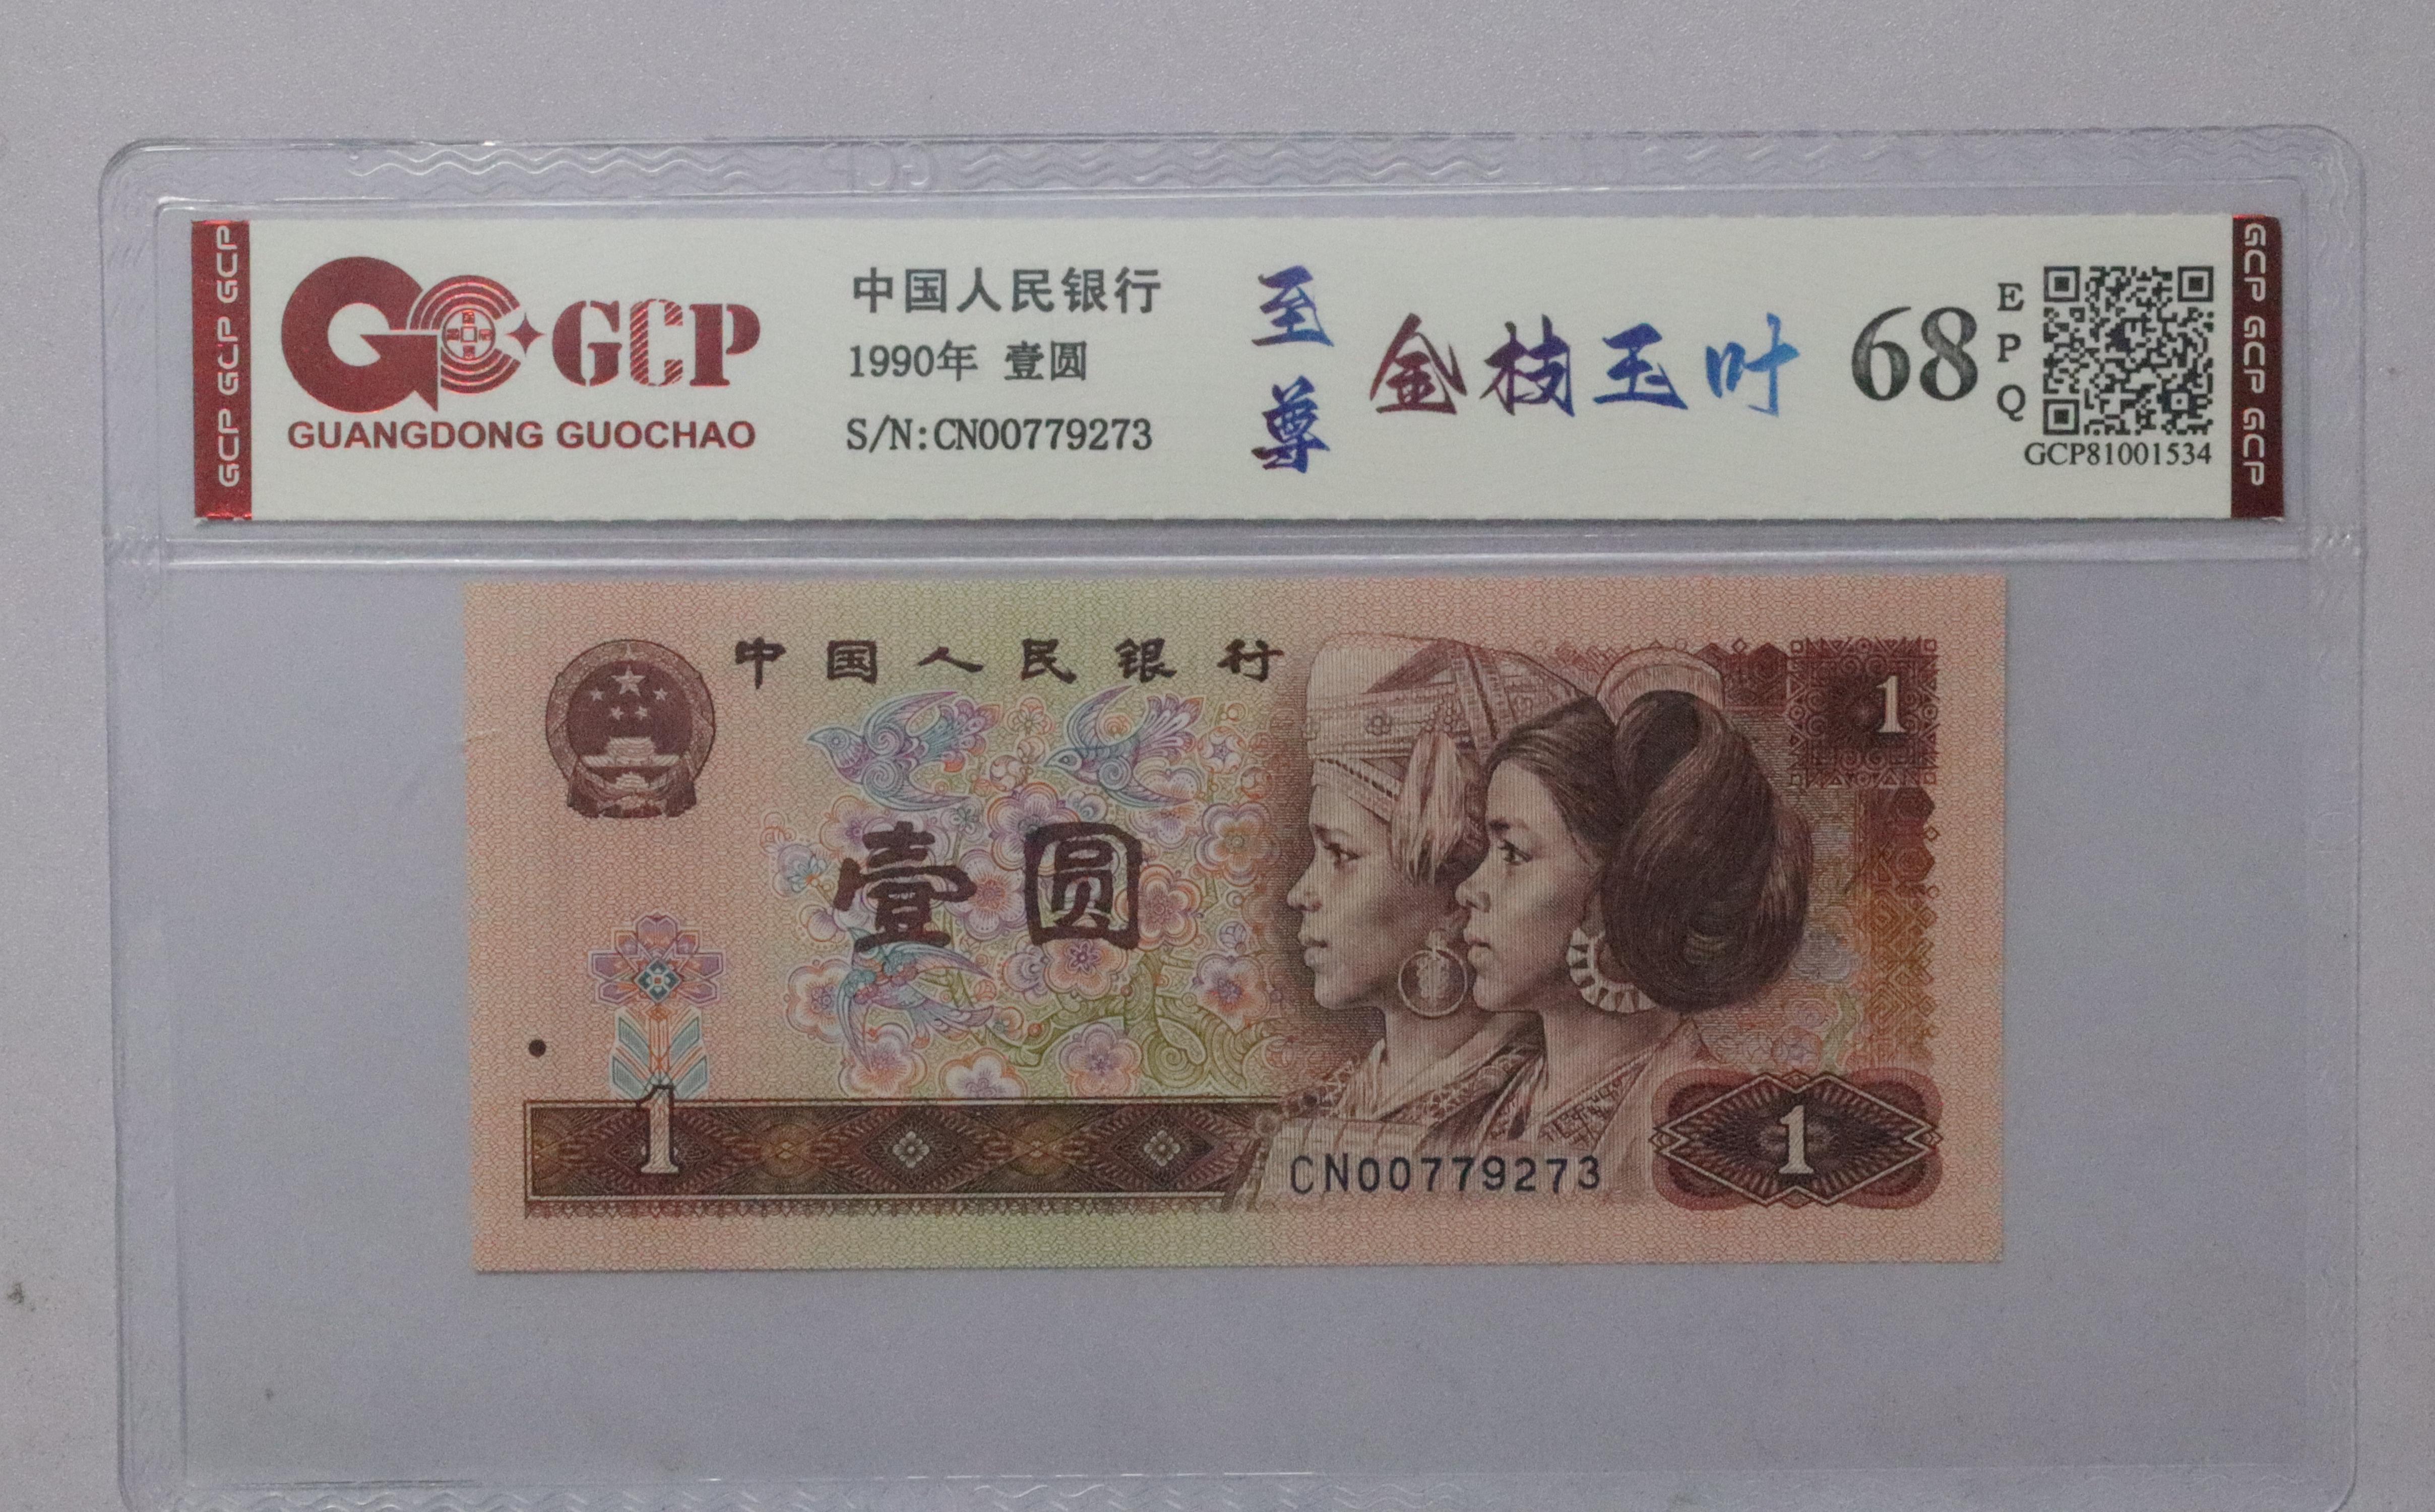 GCP GCP GCP
GCP
GUANGDONG GUOCHAO
中国人民银行
1990年 壹圆
S/N:CN00779273
至尊
金枝玉叶
68
EPQ
GCP81001534
GCP GCP GCP
中国人民银行
1
壹圆
1
CN00779273
1